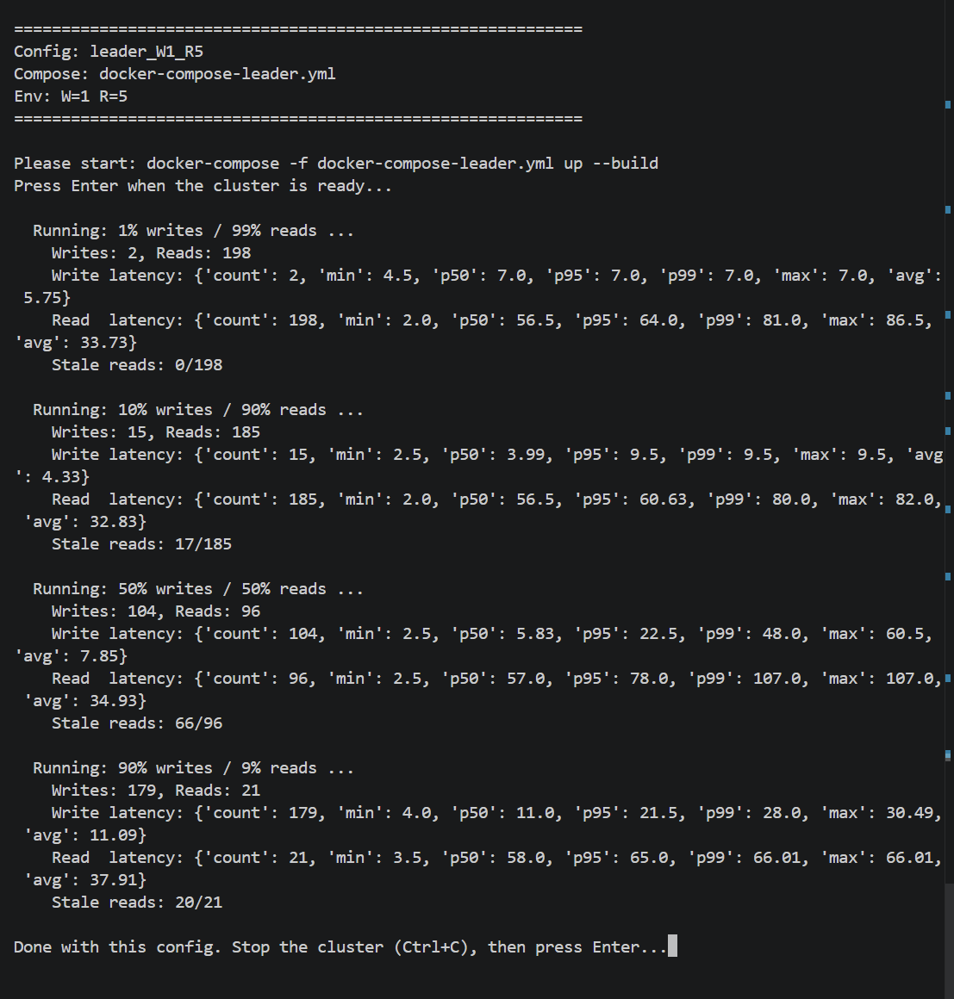 ============================================================
Config: leader_W1_R5
Compose: docker-compose-leader.yml
Env: W=1 R=5
============================================================
Please start: docker-compose -f docker-compose-leader.yml up --build
Press Enter when the cluster is ready...
Running: 1% writes / 99% reads ...
Writes: 2, Reads: 198
Write latency: {'count': 2, 'min': 4.5, 'p50': 7.0, 'p95': 7.0, 'p99': 7.0, 'max': 7.0, 'avg':
5.75}
Read  latency: {'count': 198, 'min': 2.0, 'p50': 56.5, 'p95': 64.0, 'p99': 81.0, 'max': 86.5,
'avg': 33.73}
Stale reads: 0/198
Running: 10% writes / 90% reads ...
Writes: 15, Reads: 185
Write latency: {'count': 15, 'min': 2.5, 'p50': 3.99, 'p95': 9.5, 'p99': 9.5, 'max': 9.5, 'avg
': 4.33}
Read  latency: {'count': 185, 'min': 2.0, 'p50': 56.5, 'p95': 60.63, 'p99': 80.0, 'max': 82.0,
'avg': 32.83}
Stale reads: 17/185
Running: 50% writes / 50% reads ...
Writes: 104, Reads: 96
Write latency: {'count': 104, 'min': 2.5, 'p50': 5.83, 'p95': 22.5, 'p99': 48.0, 'max': 60.5,
'avg': 7.85}
Read  latency: {'count': 96, 'min': 2.5, 'p50': 57.0, 'p95': 78.0, 'p99': 107.0, 'max': 107.0,
'avg': 34.93}
Stale reads: 66/96
Running: 90% writes / 9% reads ...
Writes: 179, Reads: 21
Write latency: {'count': 179, 'min': 4.0, 'p50': 11.0, 'p95': 21.5, 'p99': 28.0, 'max': 30.49,
'avg': 11.09}
Read  latency: {'count': 21, 'min': 3.5, 'p50': 58.0, 'p95': 65.0, 'p99': 66.01, 'max': 66.01,
'avg': 37.91}
Stale reads: 20/21
Done with this config. Stop the cluster (Ctrl+C), then press Enter...